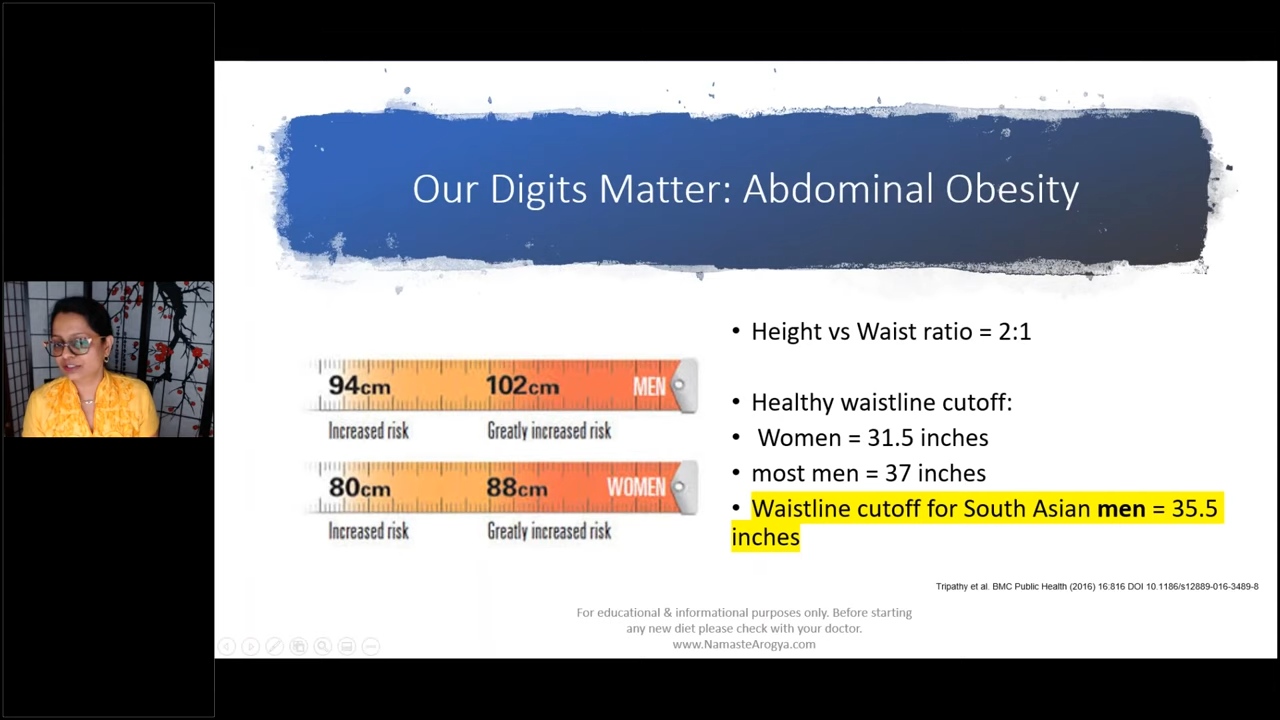 Our Digits Matter: Abdominal Obesity
94cm 102cm MEN
Increased risk Greatly increased risk
80cm 88cm WOMEN
Increased risk Greatly increased risk
• Height vs Waist ratio = 2:1
• Healthy waistline cutoff:
• Women = 31.5 inches
• most men = 37 inches
• Waistline cutoff for South Asian men = 35.5
inches
Tripathy et al. BMC Public Health (2016) 16:816 DOI 10.1186/s12889-016-3489-8
For educational & informational purposes only. Before starting
any new diet please check with your doctor.
www.NamasteArogya.com